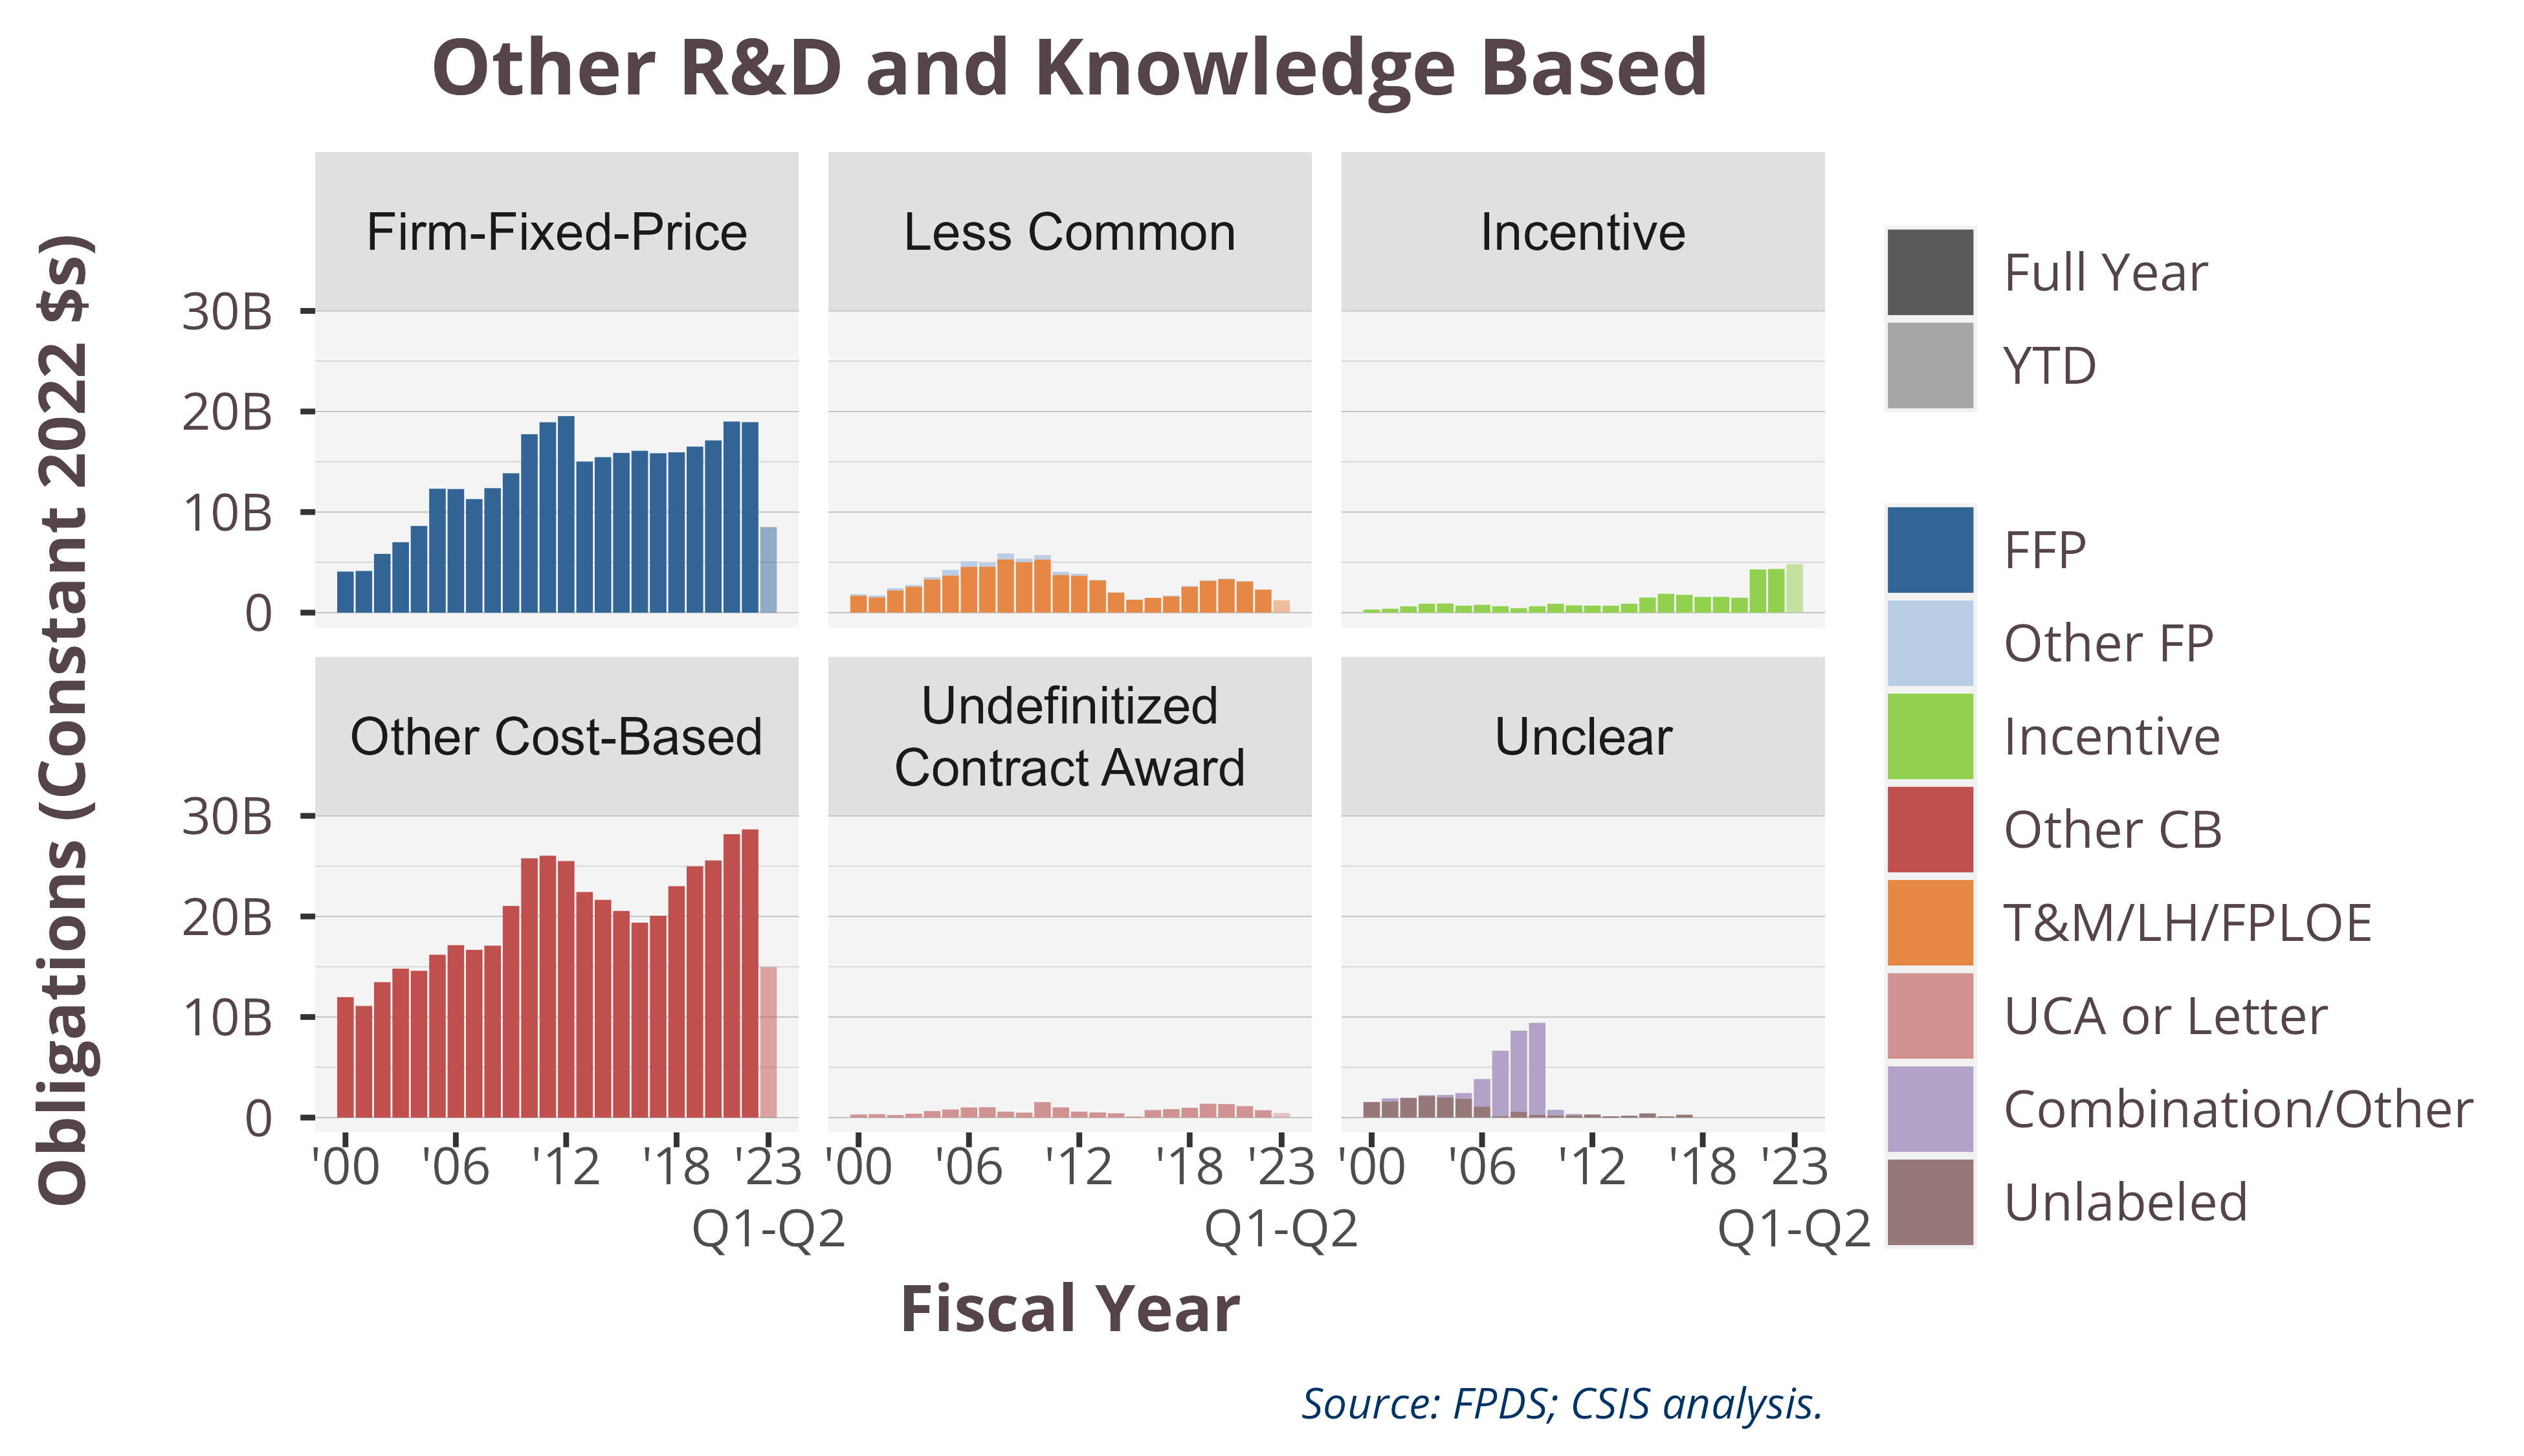 Other R&D and Knowledge Based
Obligations (Constant 2022 $s)
Firm-Fixed-Price
Less Common
Incentive
30B
20B
10B
0
Other Cost-Based
Undefinitized
Contract Award
Unclear
30B
20B
10B
0
'00 '06 '12 '18 '23
Q1-Q2
'00 '06 '12 '18 '23
Q1-Q2
'00 '06 '12 '18 '23
Q1-Q2
Fiscal Year
Full Year
YTD
FFP
Other FP
Incentive
Other CB
T&M/LH/FPLOE
UCA or Letter
Combination/Other
Unlabeled
Source: FPDS; CSIS analysis.